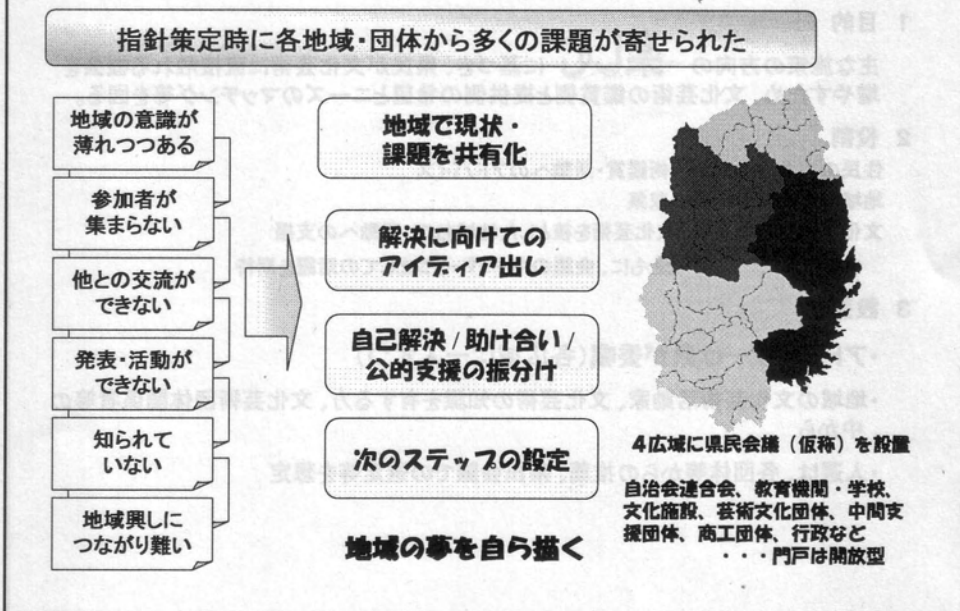 指針策定時に各地域・団体から多くの課題が寄せられた
地域の意識が
薄れつつある
参加者が
集まらない
他との交流が
できない
発表・活動が
できない
知られて
いない
地域興しに
つながり難い
地域で現状・
課題を共有化
解決に向けての
アイディア出し
自己解決/助け合い/
公的支援の振分け
次のステップの設定
地域の夢を自ら描く
4広域に県民会議（仮称）を設置
自治会連合会、教育機関・学校、
文化施設、芸術文化団体、中間支
援団体、商工団体、行政など
・・・門戸は開放型